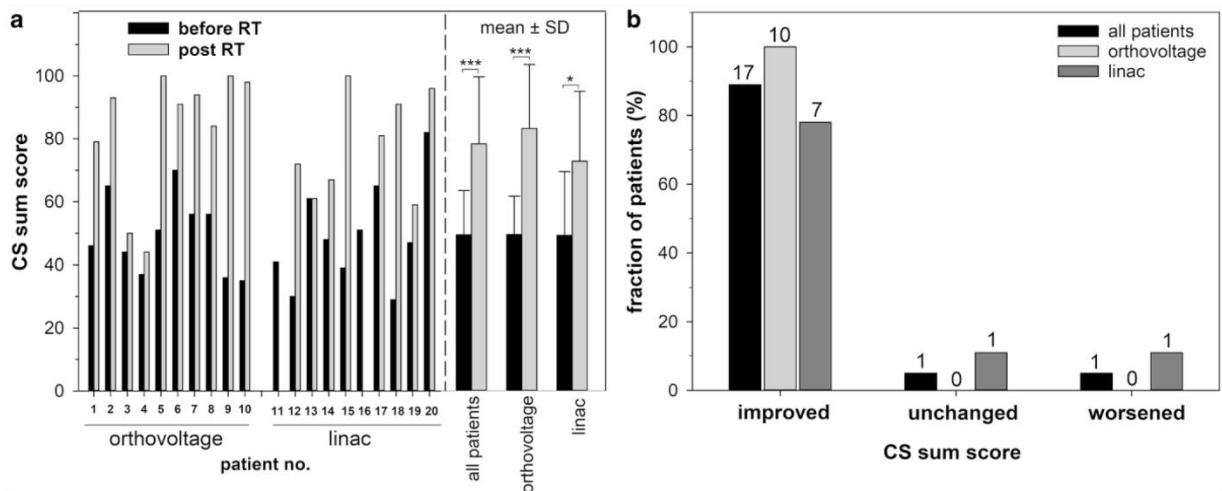 a
before RT
post RT
mean ± SD
*** *** *
100
80
60
40
20
0
CS sum score
1 2 3 4 5 6 7 8 9 10 11 12 13 14 15 16 17 18 19 20
orthovoltage linac
patient no.
all patients
orthovoltage
linac
b
all patients
orthovoltage
linac
100
80
60
40
20
0
fraction of patients (%)
17 10 7
1 0 1
1 0 1
improved unchanged worsened
CS sum score